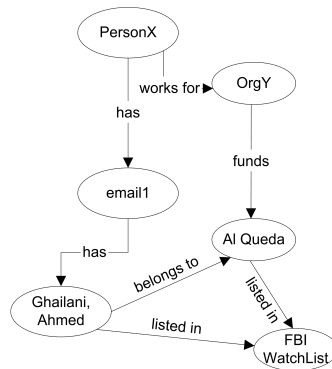 PersonX
works for
OrgY
has
funds
email1
Al Queda
has
belongs to
listed in
Ghailani,
Ahmed
listed in
FBI
WatchList